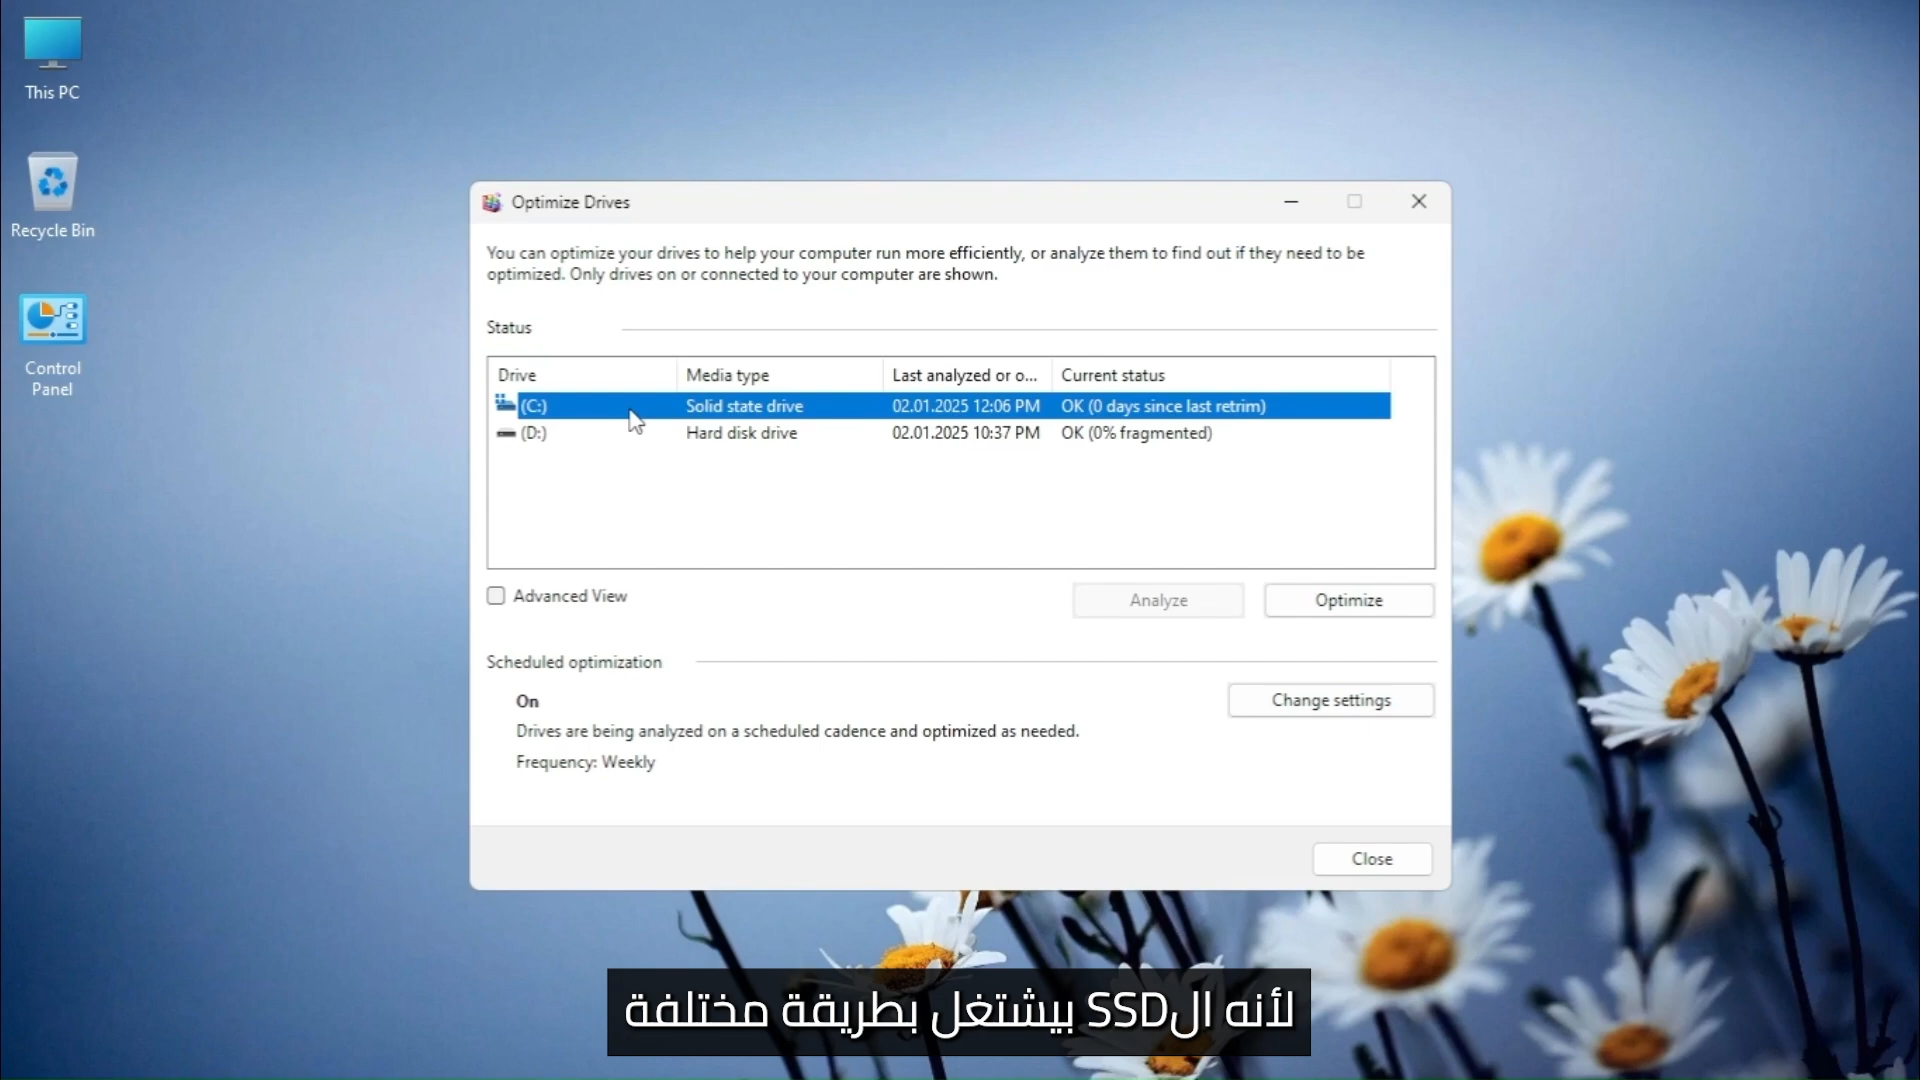 This PC
Recycle Bin
Control
Panel
Optimize Drives
You can optimize your drives to help your computer run more efficiently, or analyze them to find out if they need to be
optimized. Only drives on or connected to your computer are shown.
Status
Drive Media type Last analyzed or o... Current status
(C:) Solid state drive 02.01.2025 12:06 PM OK (0 days since last retrim)
(D:) Hard disk drive 02.01.2025 10:37 PM OK (0% fragmented)
Advanced View Analyze Optimize
Scheduled optimization
On Change settings
Drives are being analyzed on a scheduled cadence and optimized as needed.
Frequency: Weekly
Close
لأنه الSSD بيشتغل بطريقة مختلفة